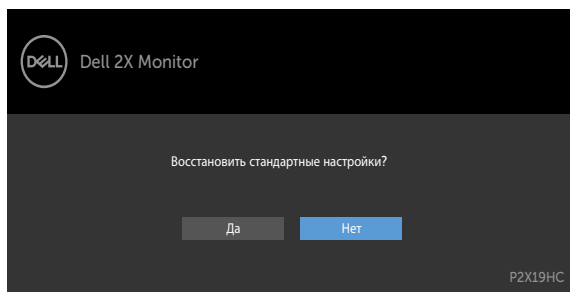 DELL
Dell 2X Monitor
Восстановить стандартные настройки?
Да
Нет
P2X19HC